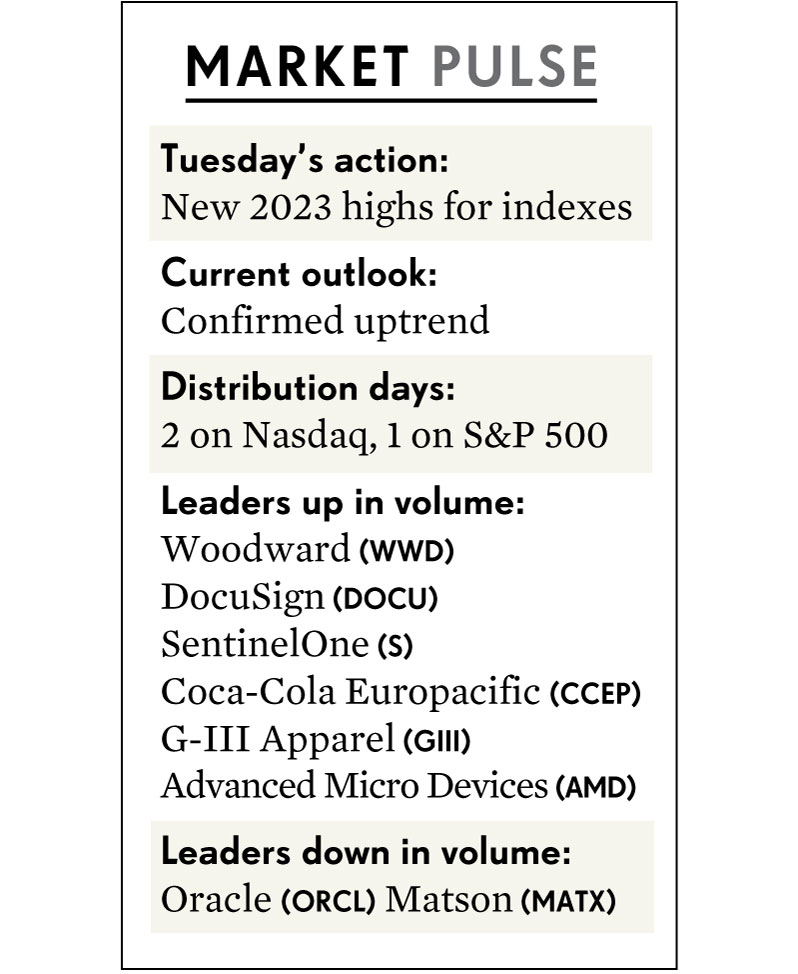 MARKET PULSE
Tuesday’s action:
New 2023 highs for indexes
Current outlook:
Confirmed uptrend
Distribution days:
2 on Nasdaq, 1 on S&P 500
Leaders up in volume:
Woodward (WWD)
DocuSign (DOCU)
SentinelOne (S)
Coca-Cola Europacific (CCEP)
G-III Apparel (GIII)
Advanced Micro Devices (AMD)
Leaders down in volume:
Oracle (ORCL) Matson (MATX)